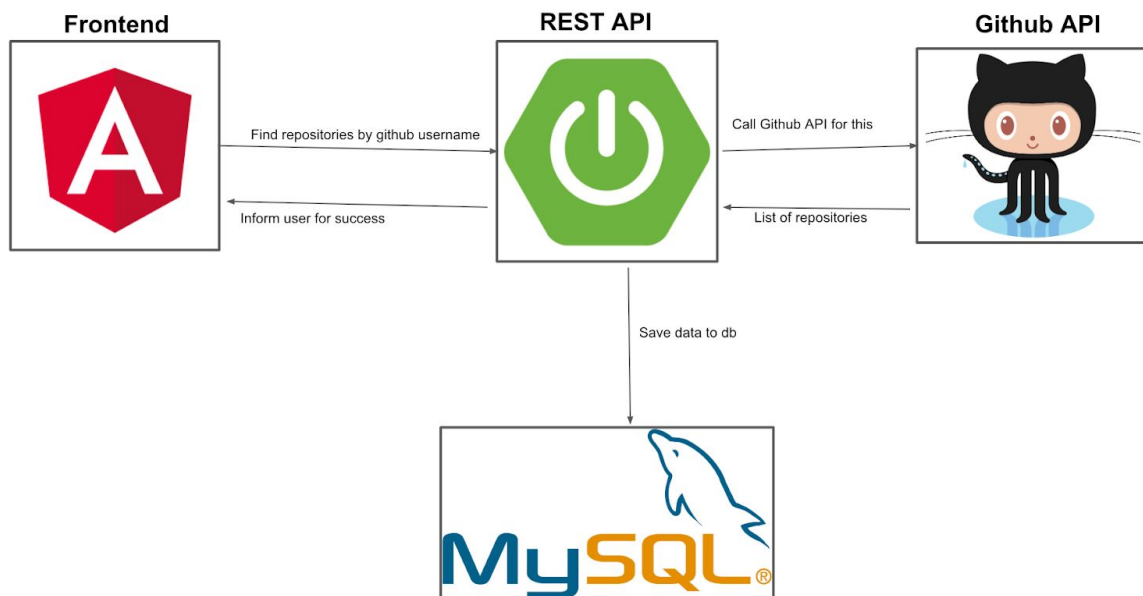 Frontend
REST API
Github API
A
Find repositories by github username
Call Github API for this
Inform user for success
List of repositories
Save data to db
MySQL®